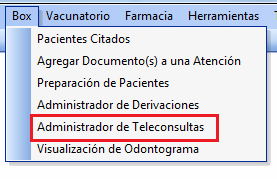 Box Vacunatorio Farmacia Herramientas
Pacientes Citados
Agregar Documento(s) a una Atención
Preparación de Pacientes
Administrador de Derivaciones
Administrador de Teleconsultas
Visualización de Odontograma